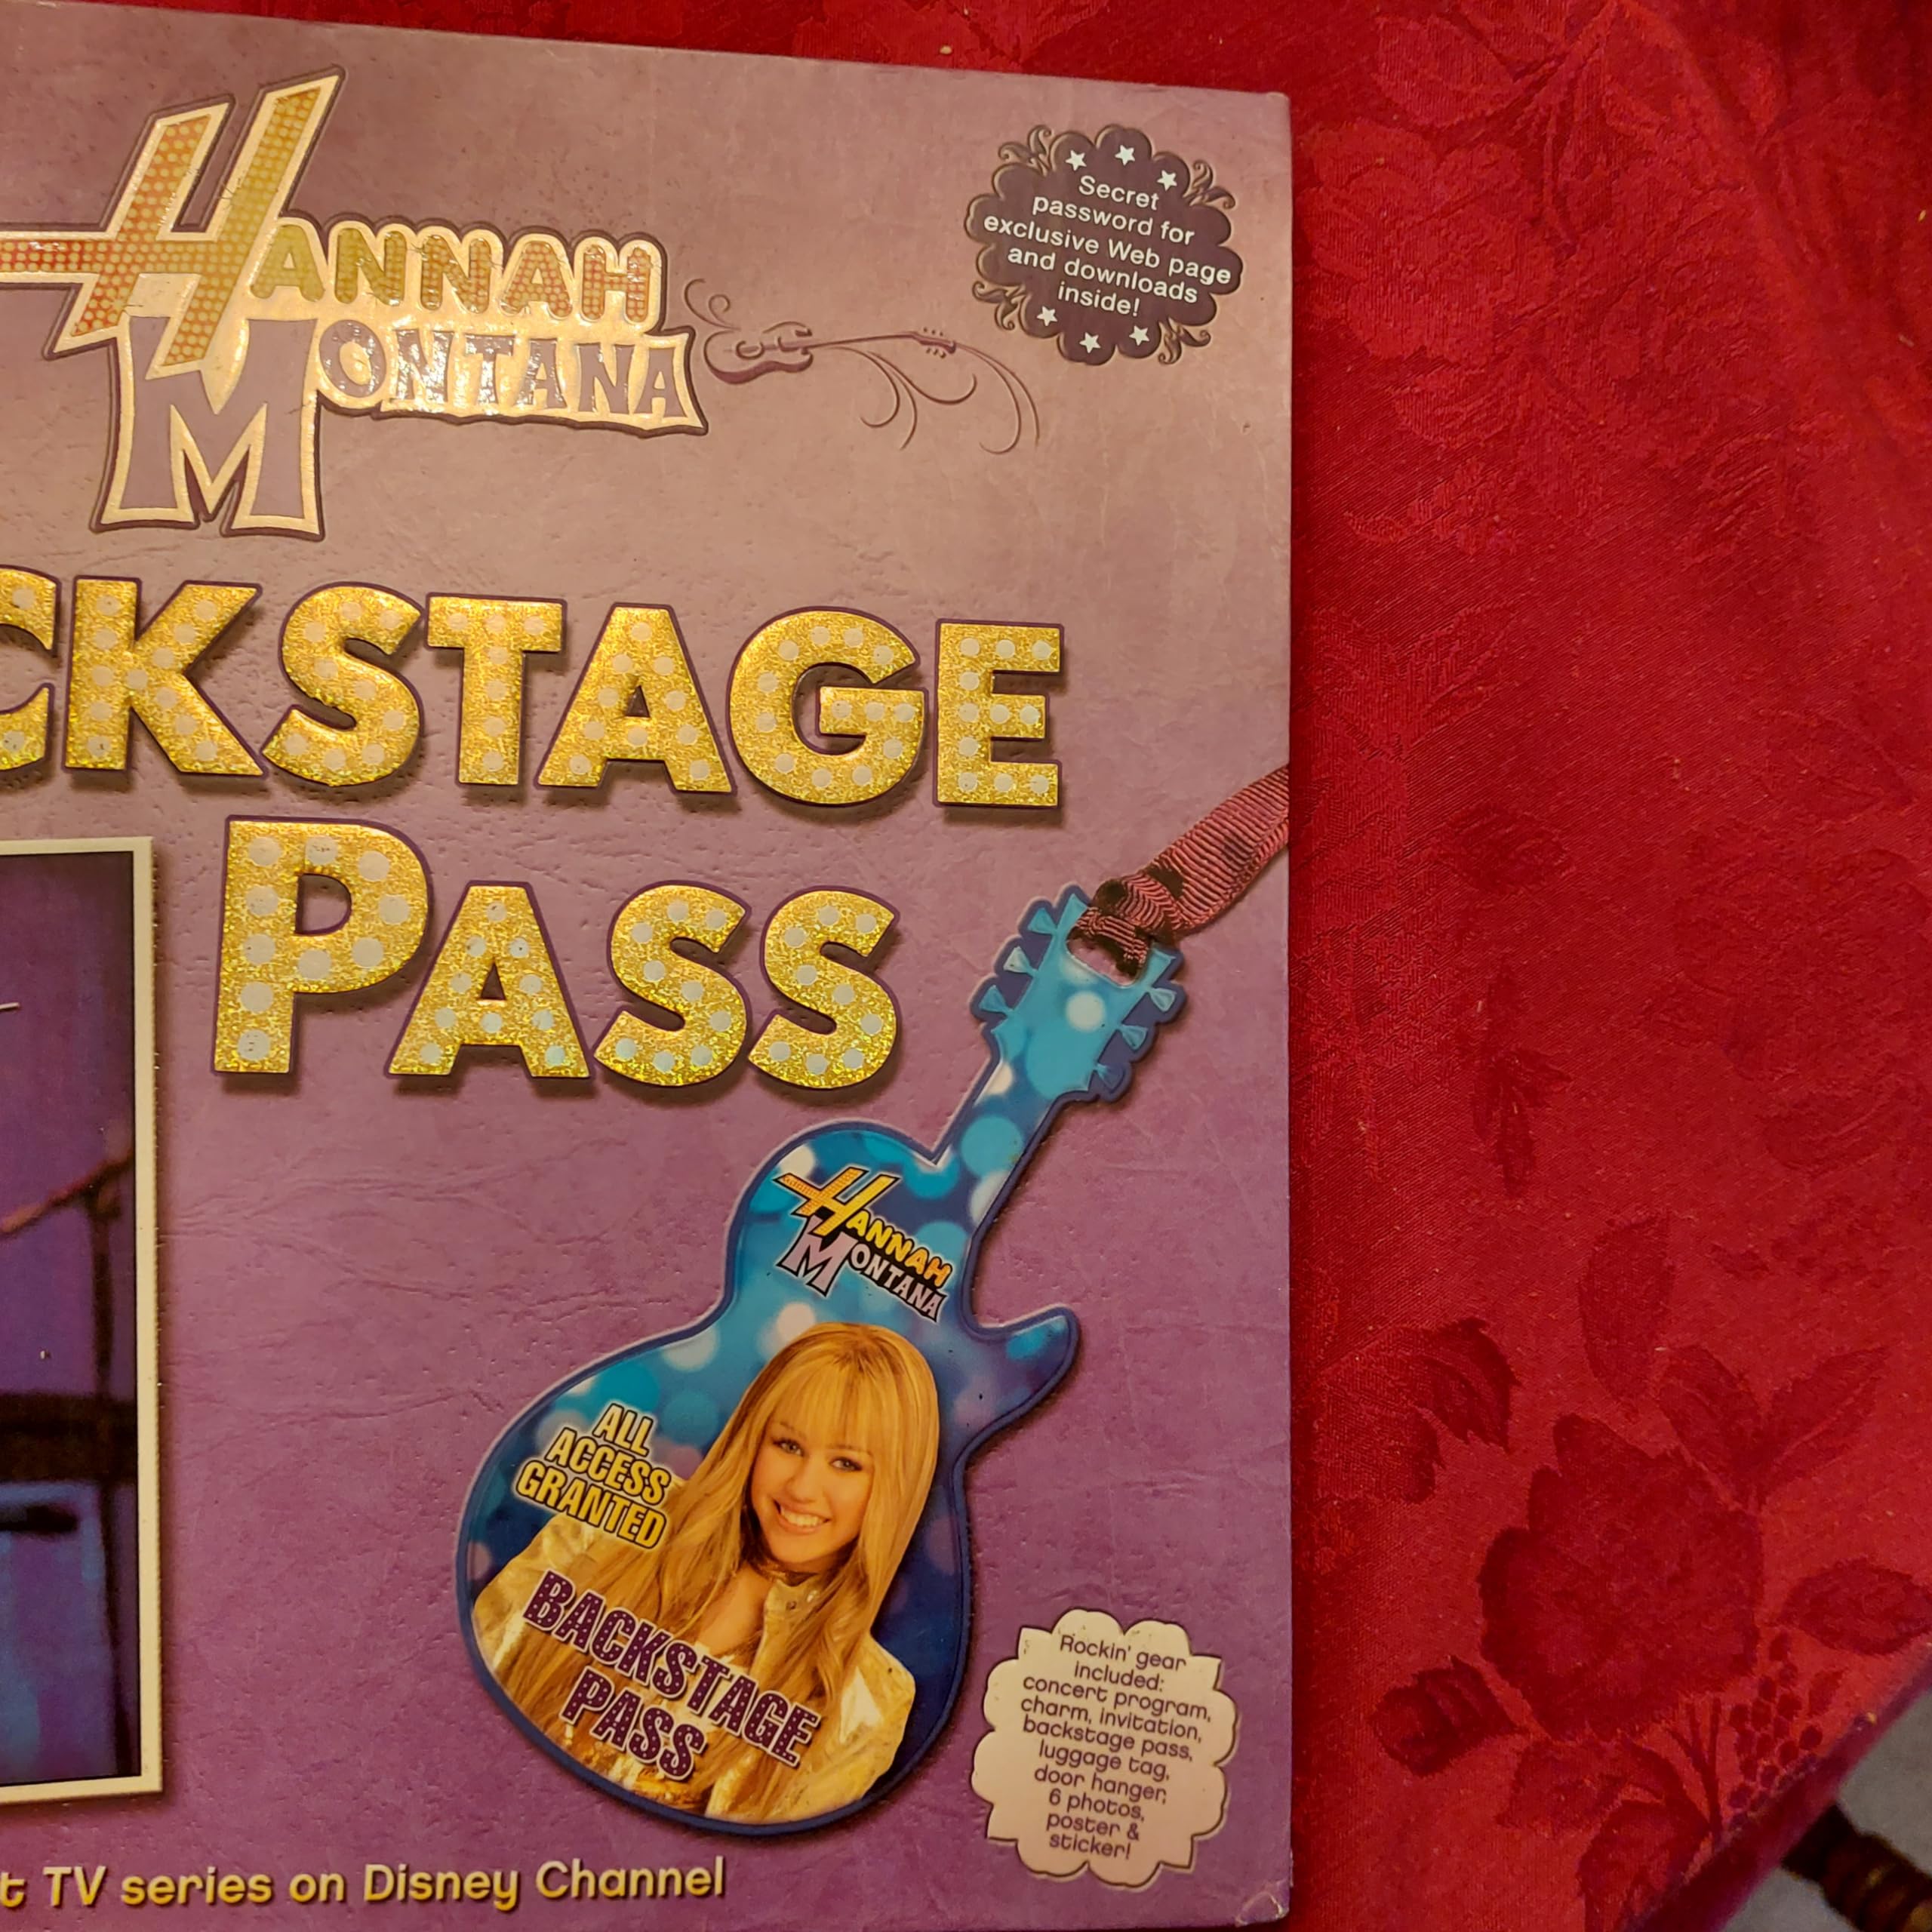 HANNAH
MONTANA
Secret
password for
exclusive Web page
and downloads
inside!
CKSTAGE
PASS
HANNAH
MONTANA
ALL
ACCESS
GRANTED
BACKSTAGE
PASS
Rockin' gear
included:
concert program,
charm, invitation,
backstage pass,
luggage tag,
door hanger,
6 photos,
poster &
sticker!
t TV series on Disney Channel